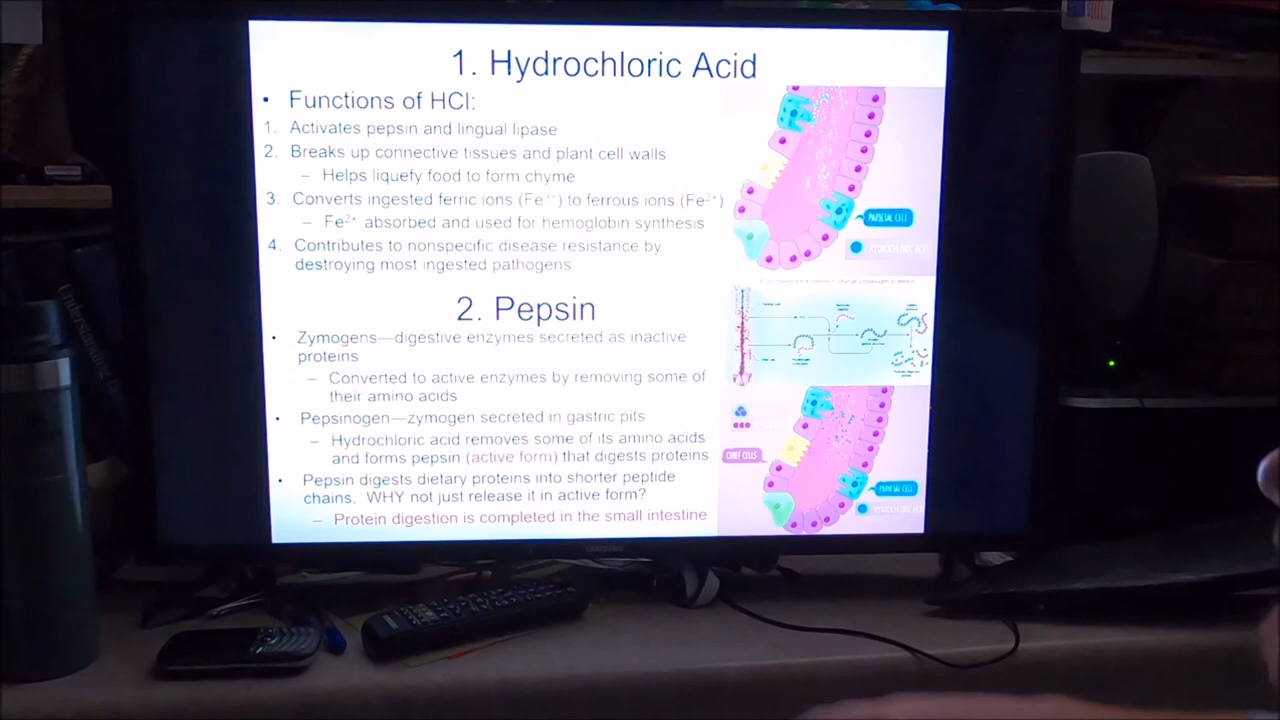 1. Hydrochloric Acid
• Functions of HCl:
1. Activates pepsin and lingual lipase
2. Breaks up connective tissues and plant cell walls
– Helps liquefy food to form chyme
3. Converts ingested ferric ions (Fe³⁺) to ferrous ions (Fe²⁺)
– Fe²⁺ absorbed and used for hemoglobin synthesis
4. Contributes to nonspecific disease resistance by
destroying most ingested pathogens
PARIETAL CELL
HYDROCHLORIC ACID
2. Pepsin
• Zymogens—digestive enzymes secreted as inactive
proteins
– Converted to active enzymes by removing some of
their amino acids
• Pepsinogen—zymogen secreted in gastric pits
– Hydrochloric acid removes some of its amino acids
and forms pepsin (active form) that digests proteins
• Pepsin digests dietary proteins into shorter peptide
chains. WHY not just release it in active form?
– Protein digestion is completed in the small intestine
CHIEF CELLS
PARIETAL CELL
HYDROCHLORIC ACID
SAMSUNG